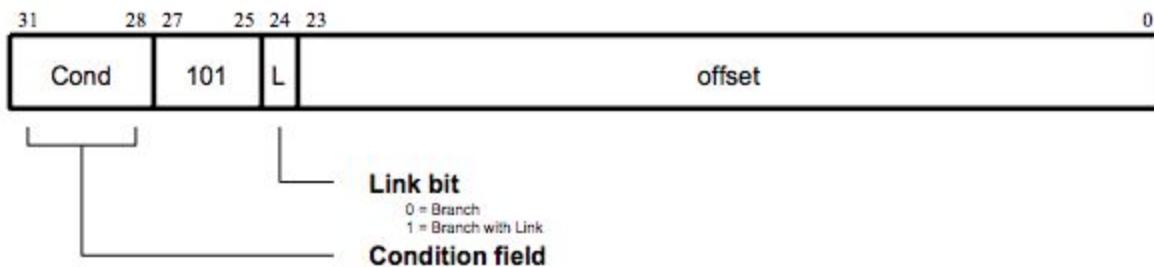 31 28 27 25 24 23 0
Cond 101 L offset
Link bit
0 = Branch
1 = Branch with Link
Condition field